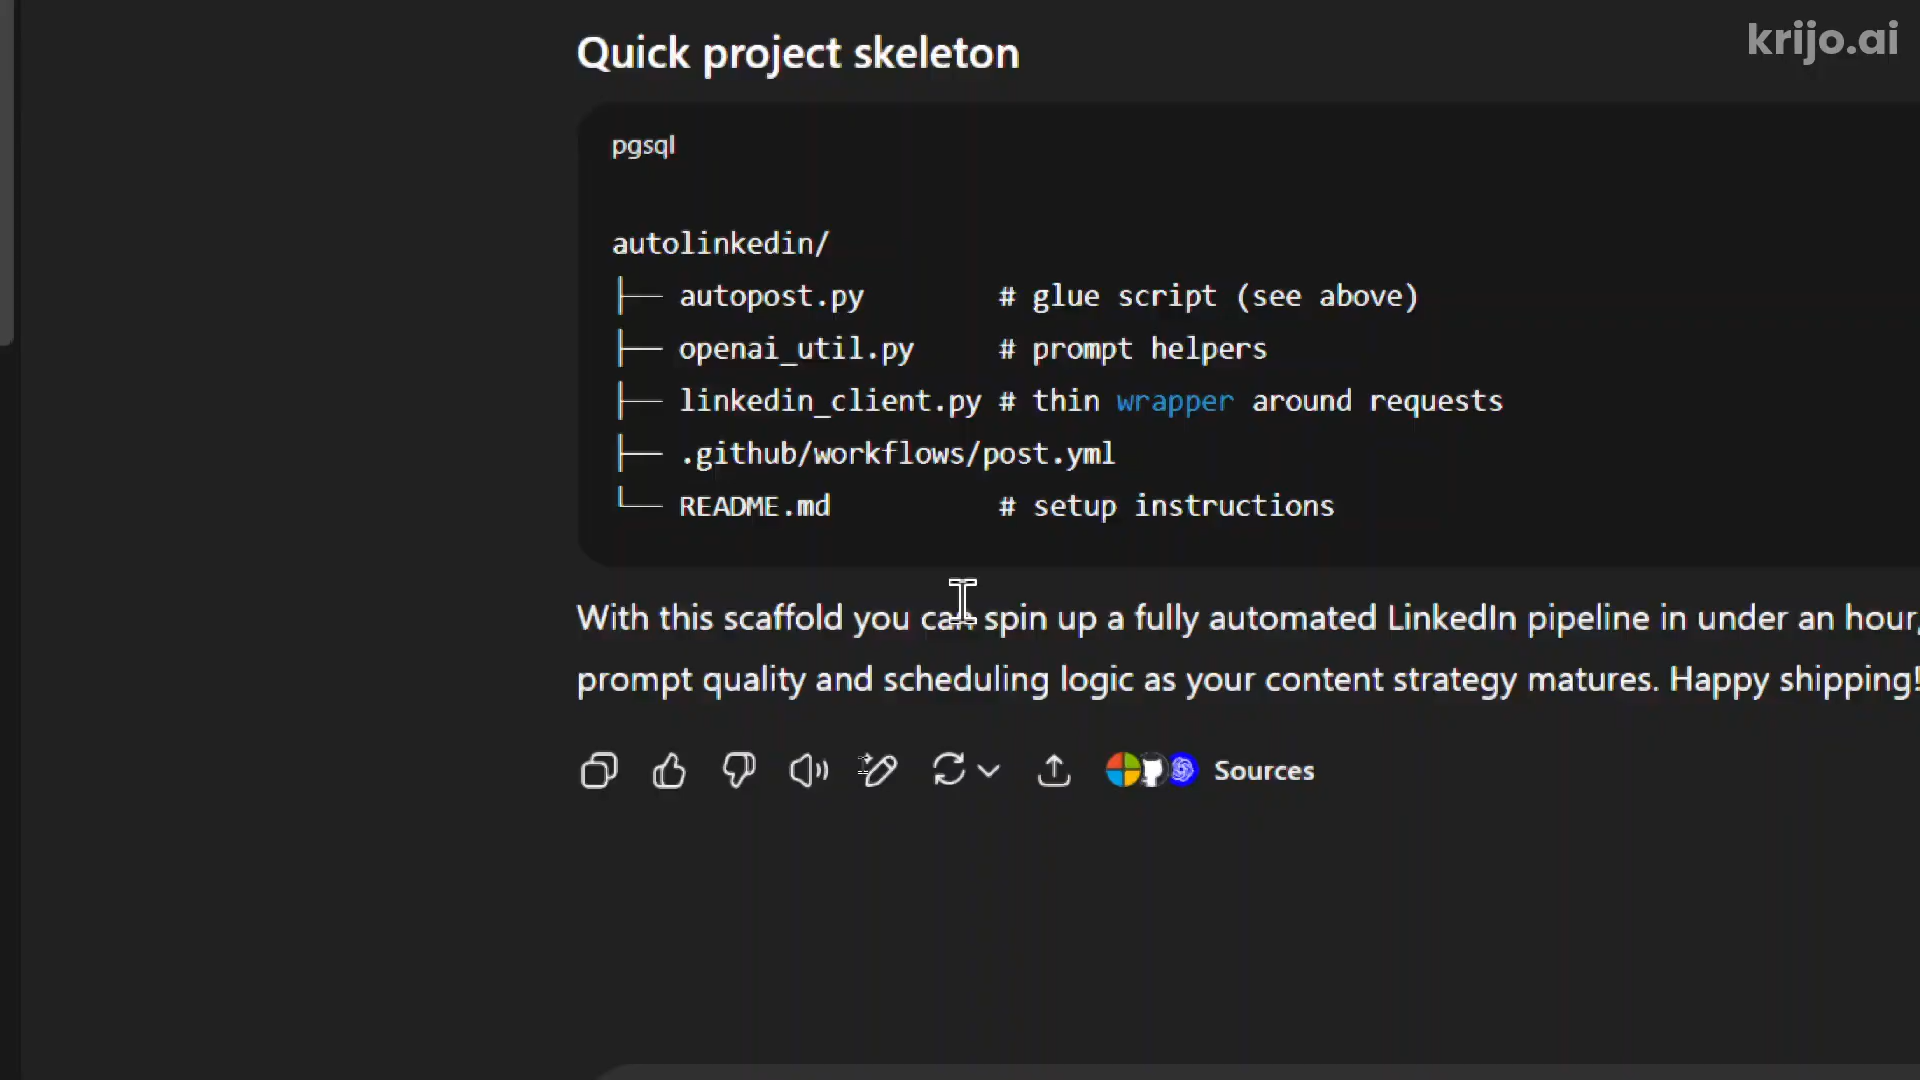 krijo.ai
Quick project skeleton
pgsql
autolinkedin/
├── autopost.py        # glue script (see above)
├── openai_util.py     # prompt helpers
├── linkedin_client.py # thin wrapper around requests
├── .github/workflows/post.yml
└── README.md          # setup instructions
With this scaffold you can spin up a fully automated LinkedIn pipeline in under an hour,
prompt quality and scheduling logic as your content strategy matures. Happy shipping!
Sources